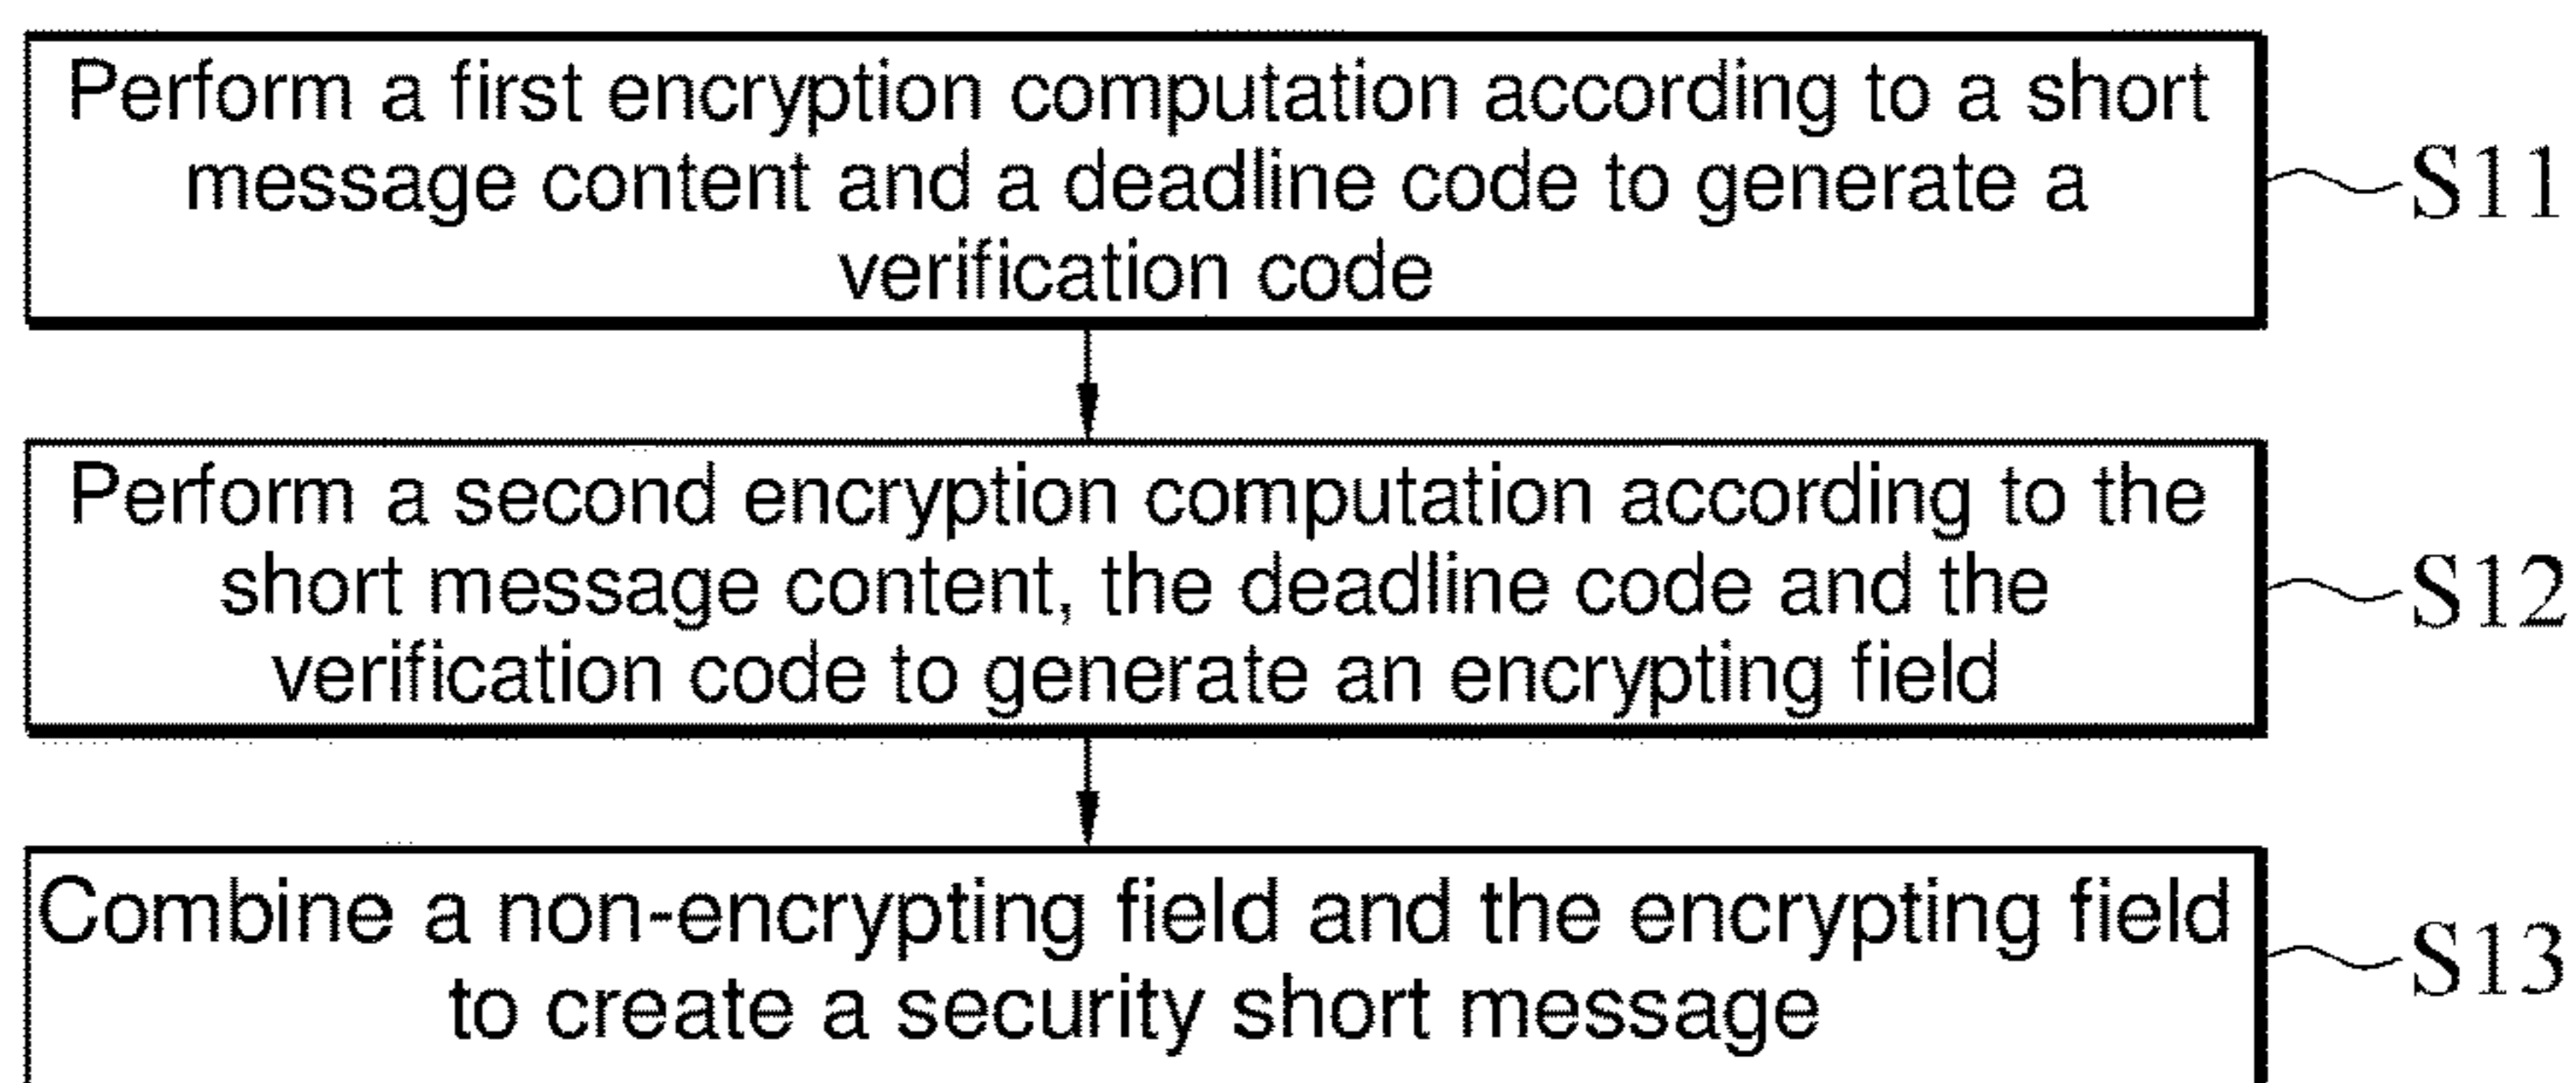 Perform a first encryption computation according to a short
message content and a deadline code to generate a
verification code
S11
Perform a second encryption computation according to the
short message content, the deadline code and the
verification code to generate an encrypting field
S12
Combine a non-encrypting field and the encrypting field
to create a security short message
S13